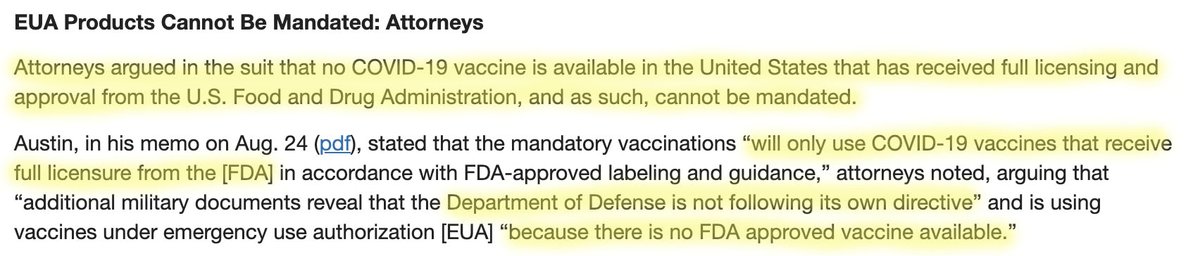 EUA Products Cannot Be Mandated: Attorneys
Attorneys argued in the suit that no COVID-19 vaccine is available in the United States that has received full licensing and
approval from the U.S. Food and Drug Administration, and as such, cannot be mandated.
Austin, in his memo on Aug. 24 (pdf), stated that the mandatory vaccinations “will only use COVID-19 vaccines that receive
full licensure from the [FDA] in accordance with FDA-approved labeling and guidance,” attorneys noted, arguing that
“additional military documents reveal that the Department of Defense is not following its own directive” and is using
vaccines under emergency use authorization [EUA] “because there is no FDA approved vaccine available.”